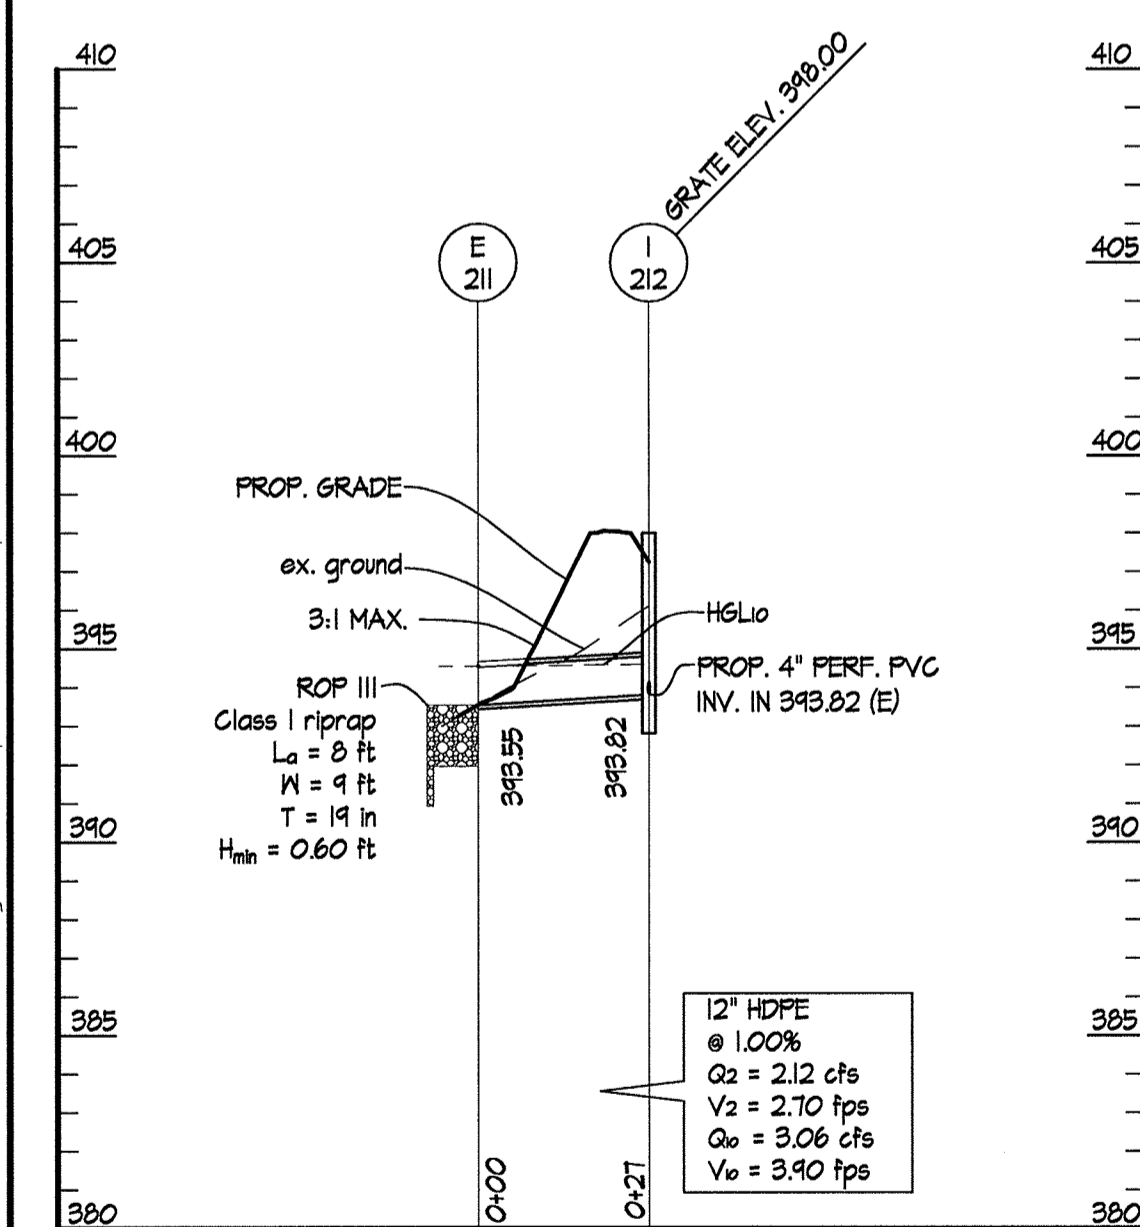 410
410
GRATE ELEV. 398.00
405
E
211
I
212
405
400
400
PROP. GRADE
ex. ground
3:1 MAX.
HGL10
395
395
ROP III
Class I riprap
La = 8 ft
W = 9 ft
T = 19 in
Hmin = 0.60 ft
PROP. 4" PERF. PVC
INV. IN 393.82 (E)
393.55
393.82
390
390
385
385
12" HDPE
@ 1.00%
Q2 = 2.12 cfs
V2 = 2.70 fps
Q10 = 3.06 cfs
V10 = 3.90 fps
0+00
0+27
380
380